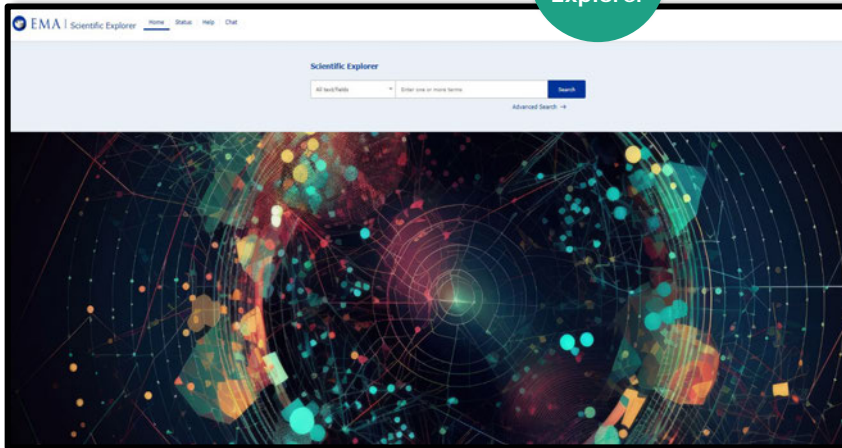 Explorer
EMA | Scientific Explorer Home Status Help Chat
Scientific Explorer
All text/fields Enter one or more terms Search
Advanced Search →